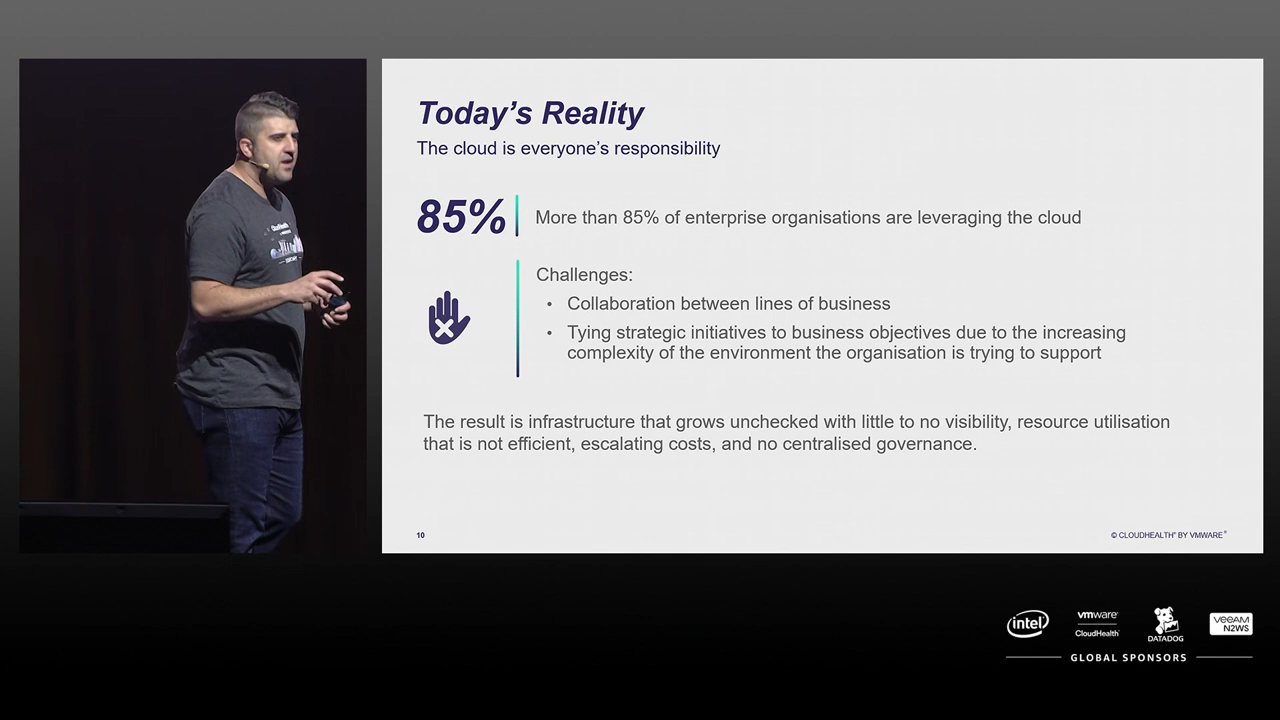 Today's Reality
The cloud is everyone's responsibility
85%
More than 85% of enterprise organisations are leveraging the cloud
Challenges:
• Collaboration between lines of business
• Tying strategic initiatives to business objectives due to the increasing
complexity of the environment the organisation is trying to support
The result is infrastructure that grows unchecked with little to no visibility, resource utilisation
that is not efficient, escalating costs, and no centralised governance.
10
© CLOUDHEALTH® BY VMWARE®
CloudHealth
intel
vmware®
CloudHealth®
DATADOG
VEEAM
N2WS
GLOBAL SPONSORS